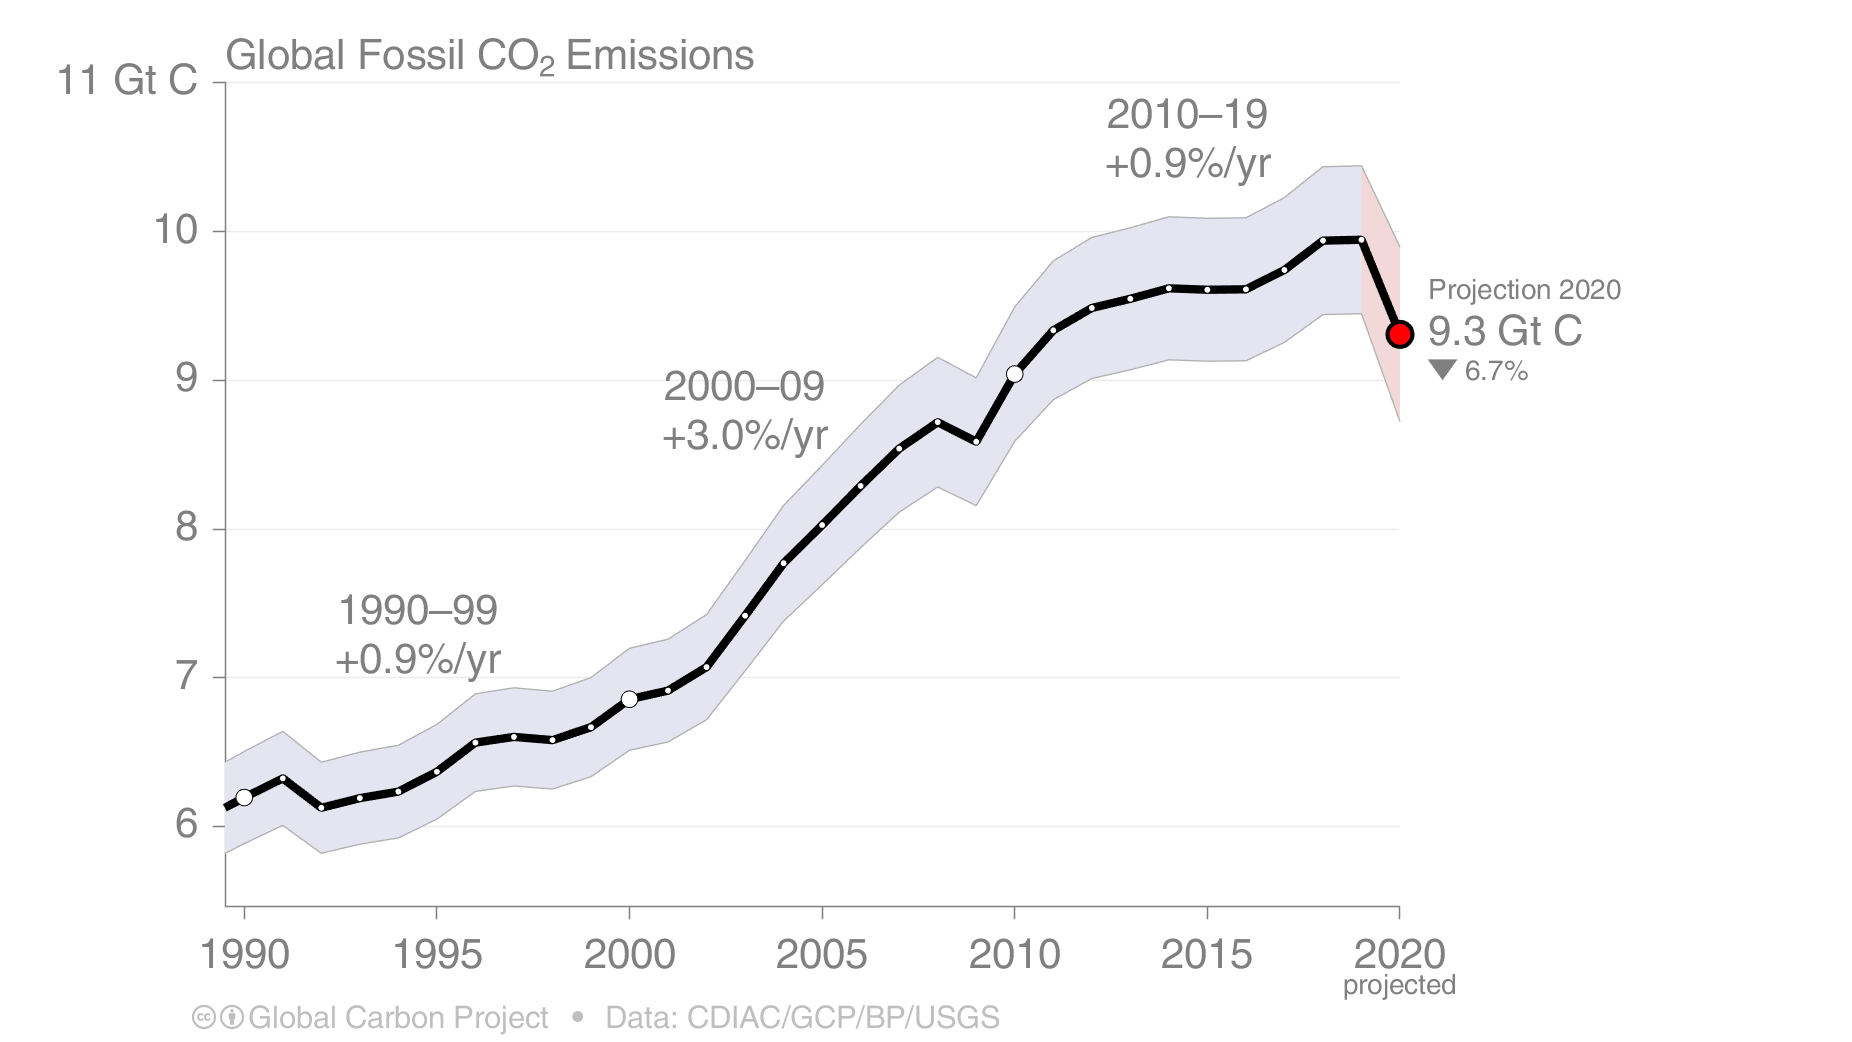 Global Fossil CO₂ Emissions
11 Gt C
10
9
8
7
6
2010–19
+0.9%/yr
2000–09
+3.0%/yr
1990–99
+0.9%/yr
Projection 2020
9.3 Gt C
▼ 6.7%
1990 1995 2000 2005 2010 2015 2020
projected
Global Carbon Project • Data: CDIAC/GCP/BP/USGS